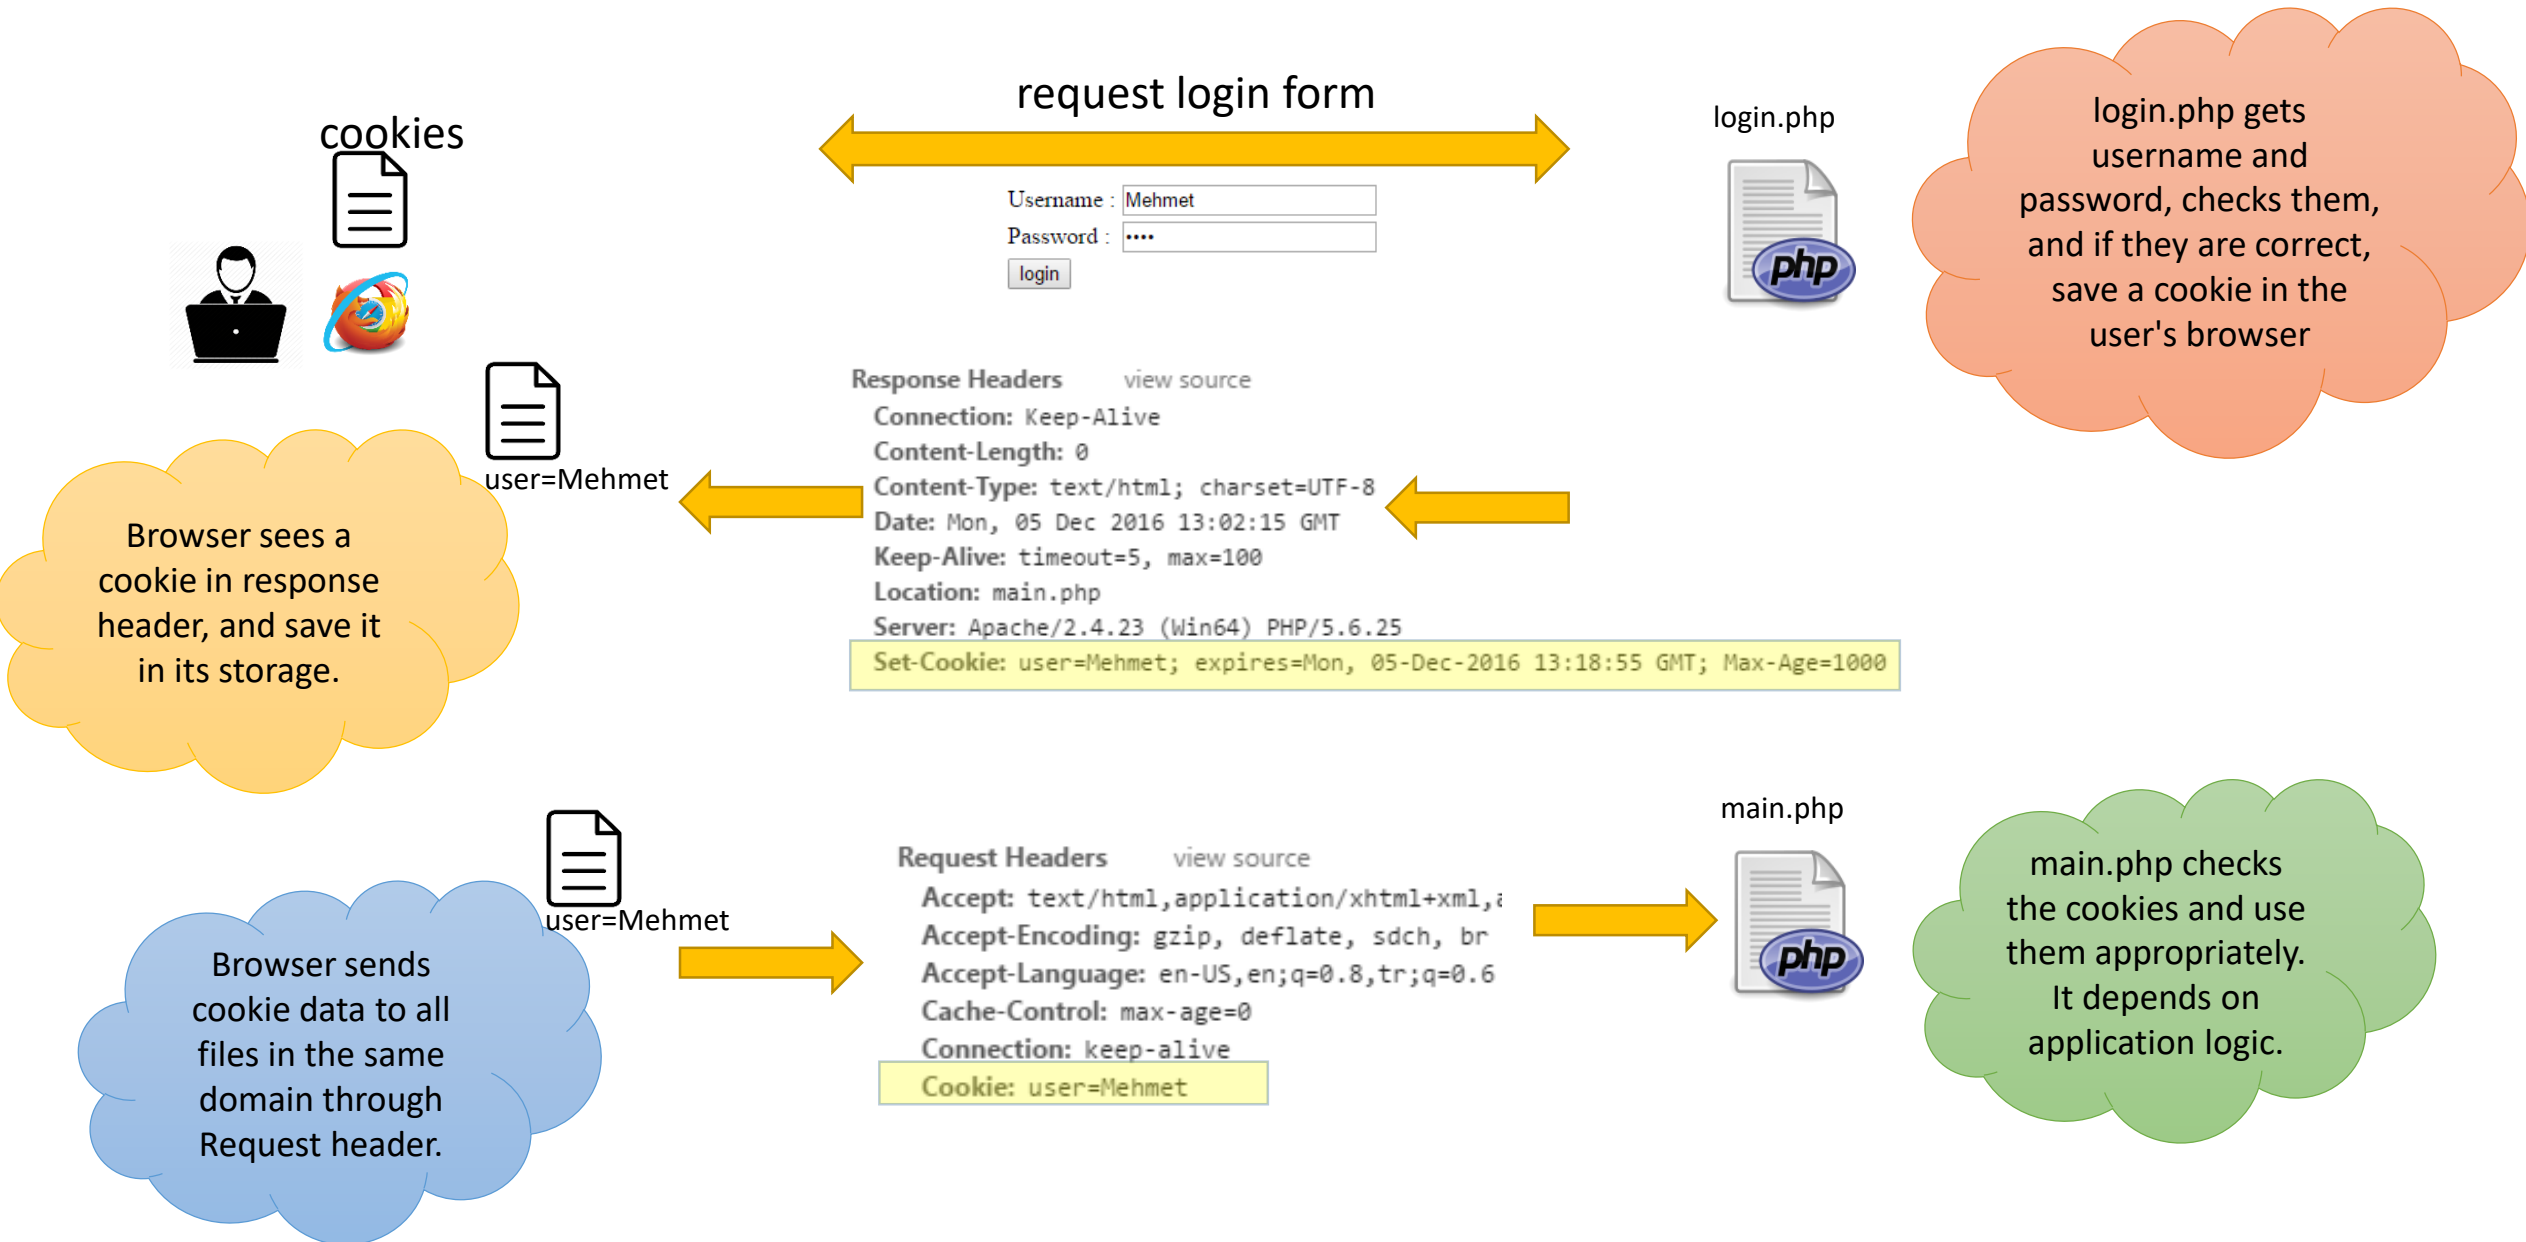 request login form
cookies
login.php
Username : Mehmet
Password : ••••
login
php
login.php gets
username and
password, checks them,
and if they are correct,
save a cookie in the
user's browser
Response Headers view source
Connection: Keep-Alive
Content-Length: 0
Content-Type: text/html; charset=UTF-8
Date: Mon, 05 Dec 2016 13:02:15 GMT
Keep-Alive: timeout=5, max=100
Location: main.php
Server: Apache/2.4.23 (Win64) PHP/5.6.25
Set-Cookie: user=Mehmet; expires=Mon, 05-Dec-2016 13:18:55 GMT; Max-Age=1000
user=Mehmet
Browser sees a
cookie in response
header, and save it
in its storage.
user=Mehmet
Browser sends
cookie data to all
files in the same
domain through
Request header.
Request Headers view source
Accept: text/html,application/xhtml+xml,
Accept-Encoding: gzip, deflate, sdch, br
Accept-Language: en-US,en;q=0.8,tr;q=0.6
Cache-Control: max-age=0
Connection: keep-alive
Cookie: user=Mehmet
main.php
php
main.php checks
the cookies and use
them appropriately.
It depends on
application logic.